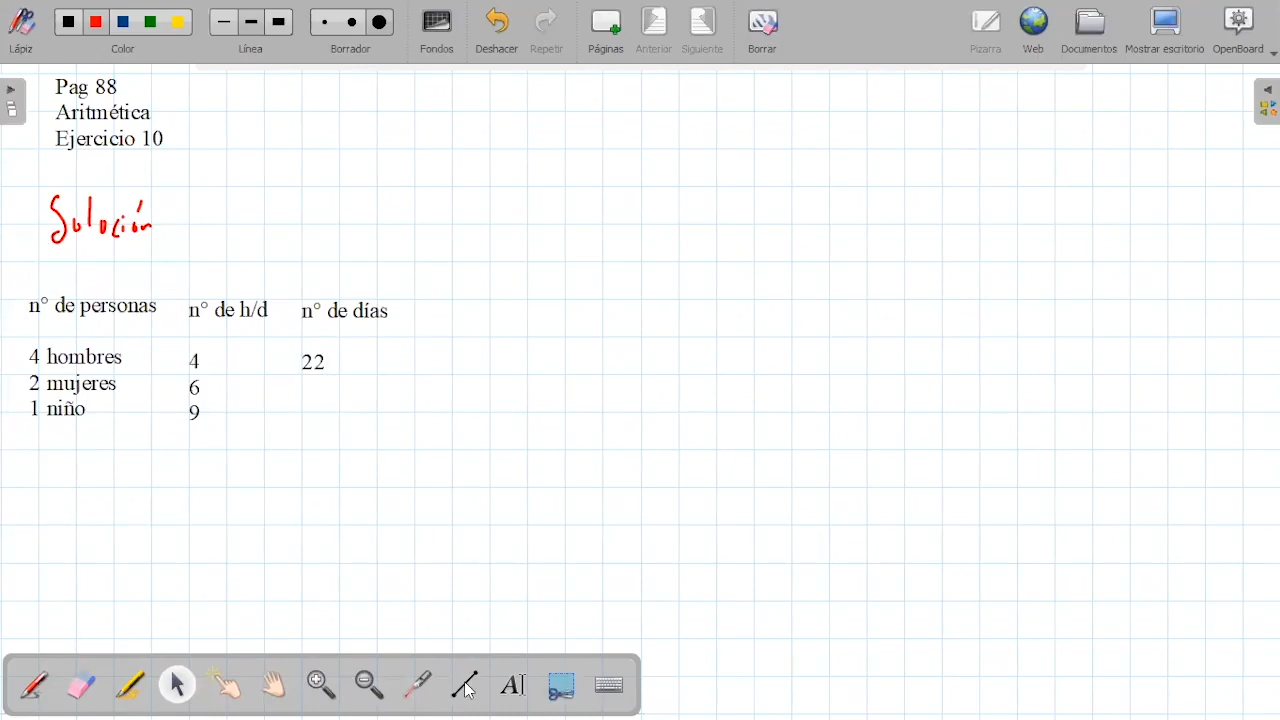 Lápiz
Color
Línea
Borrador
Fondos
Deshacer
Repetir
Páginas
Anterior
Siguiente
Borrar
Pizarra
Web
Documentos
Mostrar escritorio
OpenBoard
Pag 88
Aritmética
Ejercicio 10
Solución
n° de personas n° de h/d n° de días
4 hombres 4 22
2 mujeres 6
1 niño 9
AI